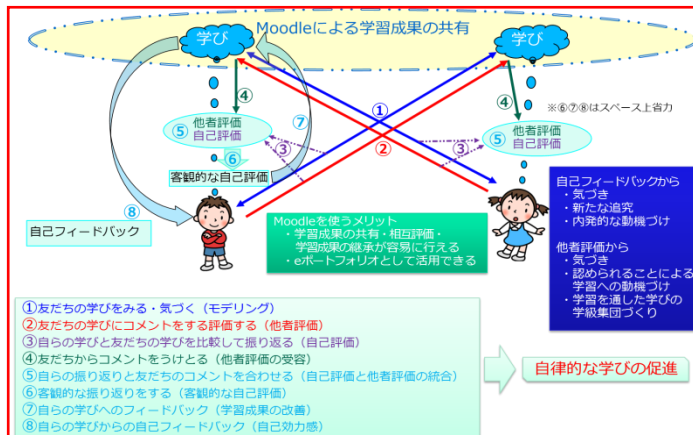 Moodleによる学習成果の共有
学び
学び
④
④
①
※⑥⑦⑧はスペース上省力
他者評価
⑤自己評価
⑦
③
②
③
他者評価
⑤自己評価
⑥
客観的な自己評価
⑧
自己フィードバック
Moodleを使うメリット
・学習成果の共有・相互評価・
学習成果の継承が容易に行える
・eポートフォリオとして活用できる
自己フィードバックから
・気づき
・新たな追究
・内発的な動機づけ
他者評価から
・気づき
・認められることによる
学習への動機づけ
・学習を通した学びの
学級集団づくり
①友だちの学びをみる・気づく（モデリング）
②友だちの学びにコメントをする評価する（他者評価）
③自らの学びと友だちの学びを比較して振り返る（自己評価）
④友だちからコメントをうけとる（他者評価の受容）
⑤自らの振り返りと友だちのコメントを合わせる（自己評価と他者評価の統合）
⑥客観的な振り返りをする（客観的な自己評価）
⑦自らの学びへのフィードバック（学習成果の改善）
⑧自らの学びからの自己フィードバック（自己効力感）
自律的な学びの促進